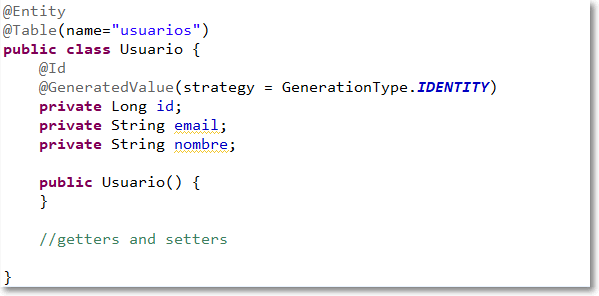 @Entity
@Table(name="usuarios")
public class Usuario {
    @Id
    @GeneratedValue(strategy = GenerationType.IDENTITY)
    private Long id;
    private String email;
    private String nombre;

    public Usuario() {
    }

    //getters and setters

}